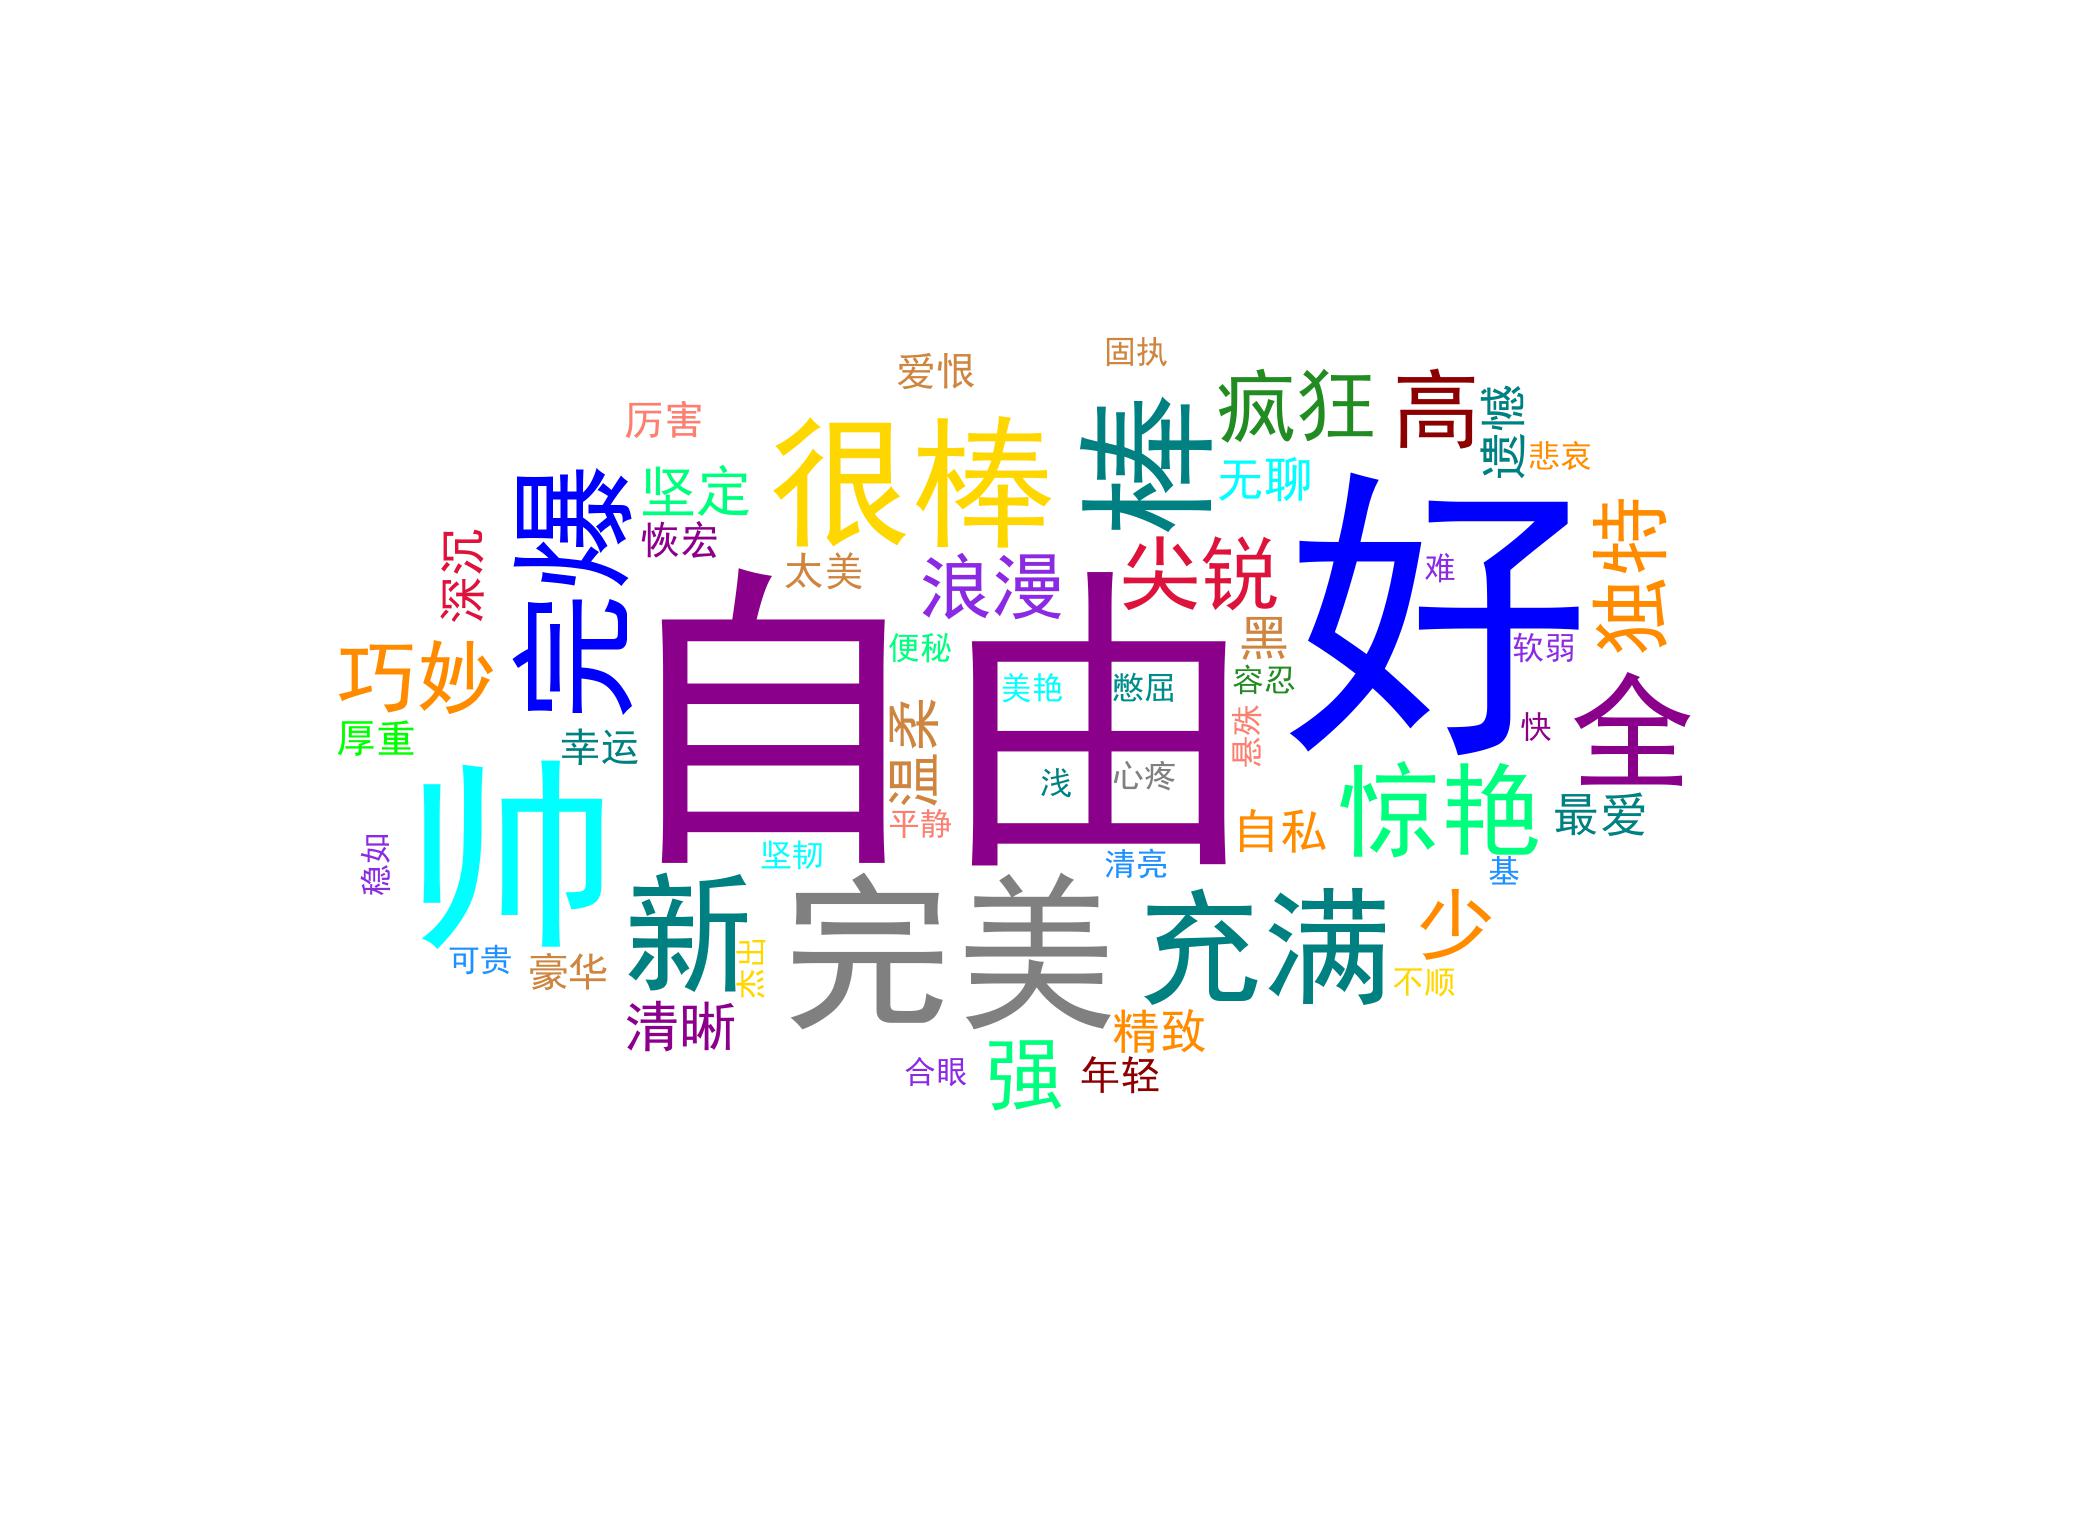 固执
爱恨
疯狂
高
遗憾
厉害
很棒
棒
悲哀
无聊
坚定
完爆
好
恢宏
深沉
太美
浪漫
尖锐
难
独特
巧妙
自由
便秘
黑
软弱
美艳
憋屈
容忍
厚重
幸运
温柔
悬殊
快
全
浅
心疼
帅
平静
自私
惊艳
最爱
稳如
坚韧
清亮
基
新
完美
充满
少
可贵
豪华
杰出
不顺
清晰
精致
合眼
强
年轻